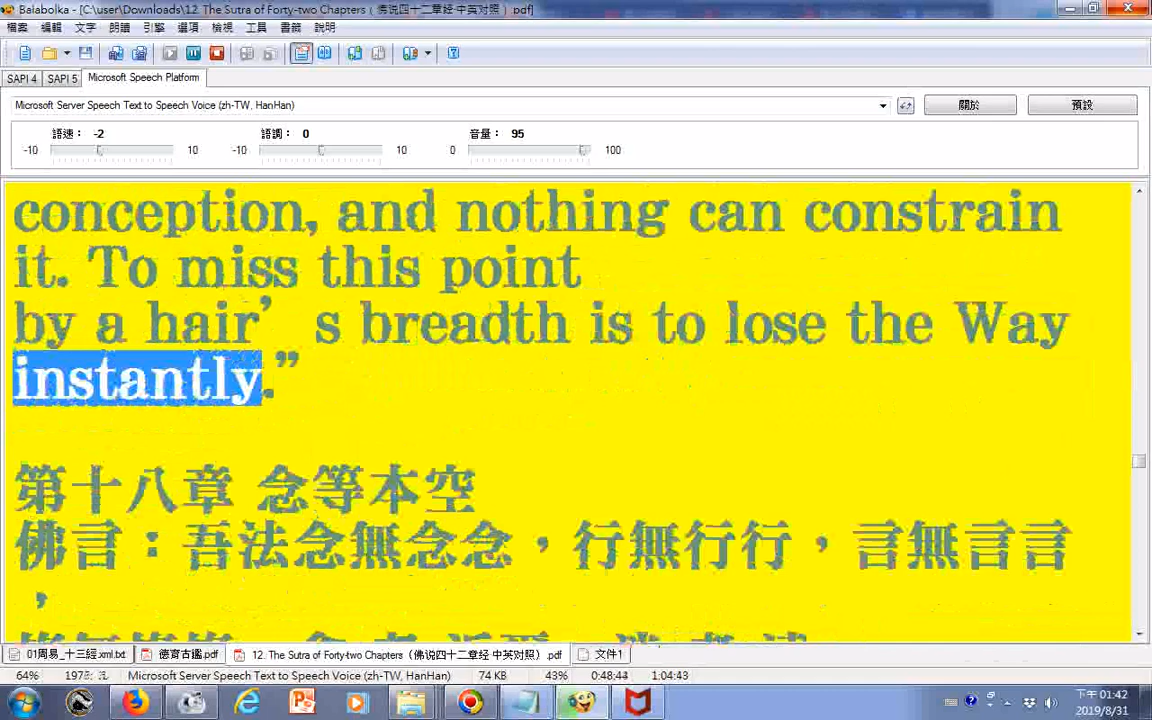 Balabolka - [C:\user\Downloads\12. The Sutra of Forty-two Chapters（佛说四十二章经·中英对照）.pdf]
檔案 編輯 文字 朗讀 引擎 選項 檢視 工具 書籤 說明
SAPI 4 SAPI 5 Microsoft Speech Platform
Microsoft Server Speech Text to Speech Voice (zh-TW, HanHan) 關於 預設
語速： -2 語調： 0 音量： 95
-10 10 -10 10 0 100
conception, and nothing can constrain
it. To miss this point
by a hair’s breadth is to lose the Way
instantly.”
第十八章 念等本空
佛言：吾法念無念念，行無行行，言無言言
，
01周易_十三經.xml.txt 德育古鑑.pdf 12. The Sutra of Forty-two Chapters（佛说四十二章经·中英对照）.pdf 文件1
64% Microsoft Server Speech Text to Speech Voice (zh-TW, HanHan) 74 KB 43% 0:48:44 1:04:43
下午 01:42
2019/8/31